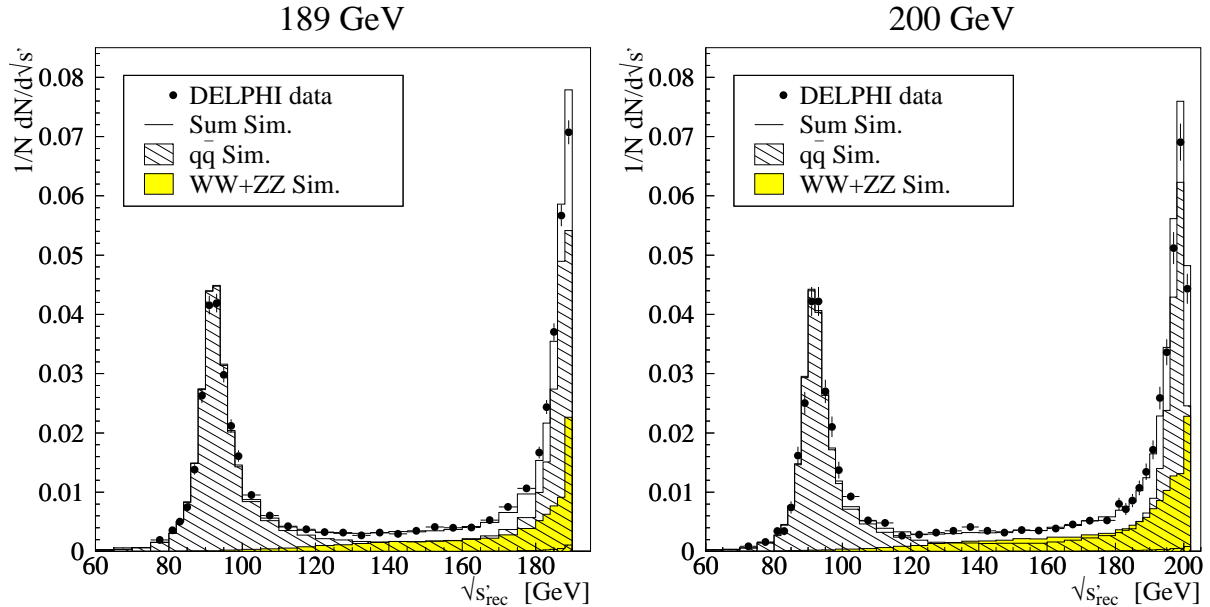 189 GeV
1/N dN/d√s'
0.08
0.07
0.06
0.05
0.04
0.03
0.02
0.01
0
DELPHI data
Sum Sim.
qq̄ Sim.
WW+ZZ Sim.
60 80 100 120 140 160 180
√s'rec [GeV]
200 GeV
1/N dN/d√s'
0.08
0.07
0.06
0.05
0.04
0.03
0.02
0.01
0
DELPHI data
Sum Sim.
qq̄ Sim.
WW+ZZ Sim.
60 80 100 120 140 160 180 200
√s'rec [GeV]